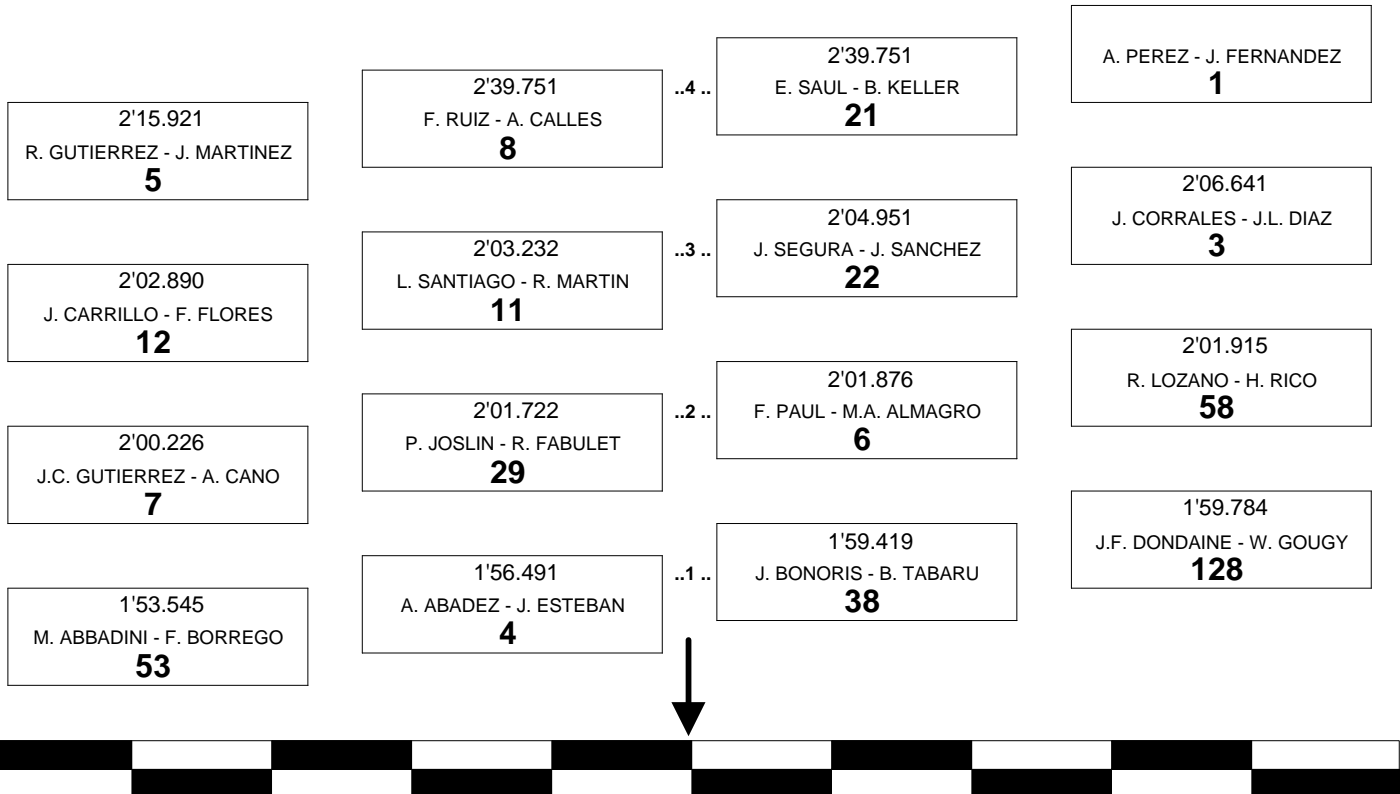 2'15.921
R. GUTIERREZ - J. MARTINEZ
5
2'39.751
F. RUIZ - A. CALLES
8
..4 ..
2'39.751
E. SAUL - B. KELLER
21
A. PEREZ - J. FERNANDEZ
1
2'02.890
J. CARRILLO - F. FLORES
12
2'03.232
L. SANTIAGO - R. MARTIN
11
..3 ..
2'04.951
J. SEGURA - J. SANCHEZ
22
2'06.641
J. CORRALES - J.L. DIAZ
3
2'00.226
J.C. GUTIERREZ - A. CANO
7
2'01.722
P. JOSLIN - R. FABULET
29
..2 ..
2'01.876
F. PAUL - M.A. ALMAGRO
6
2'01.915
R. LOZANO - H. RICO
58
1'53.545
M. ABBADINI - F. BORREGO
53
1'56.491
A. ABADEZ - J. ESTEBAN
4
..1 ..
1'59.419
J. BONORIS - B. TABARU
38
1'59.784
J.F. DONDAINE - W. GOUGY
128